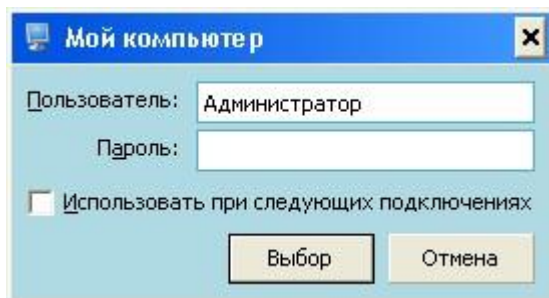 Мой компьютер
Пользователь: Администратор
Пароль:
Использовать при следующих подключениях
Выбор Отмена